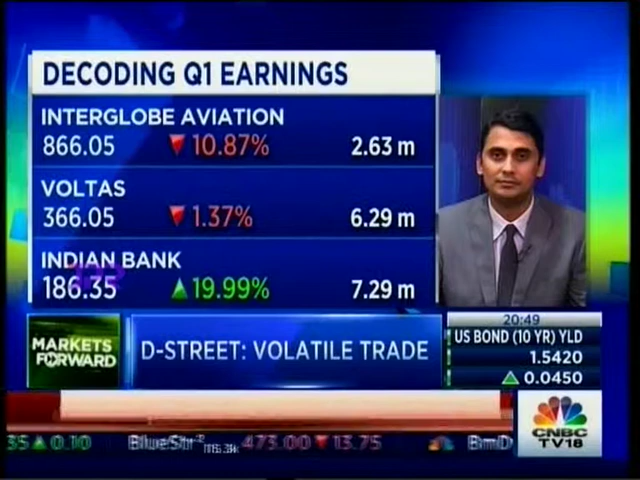 DECODING Q1 EARNINGS
INTERGLOBE AVIATION
866.05 ▼ 10.87% 2.63 m
VOLTAS
366.05 ▼ 1.37% 6.29 m
INDIAN BANK
186.35 ▲ 19.99% 7.29 m
20:49
US BOND (10 YR) YLD
1.5420
▲ 0.0450
MARKETS
FORWARD
D-STREET: VOLATILE TRADE
CNBC
TV18
35 ▲ 0.10 BlueStr 473.00 ▼ 13.75